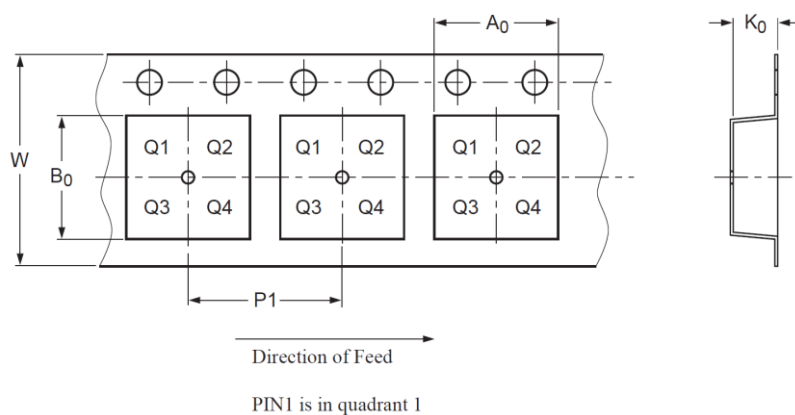 A0
K0
W
B0
Q1 Q2 Q1 Q2 Q1 Q2
Q3 Q4 Q3 Q4 Q3 Q4
P1
Direction of Feed
PIN1 is in quadrant 1